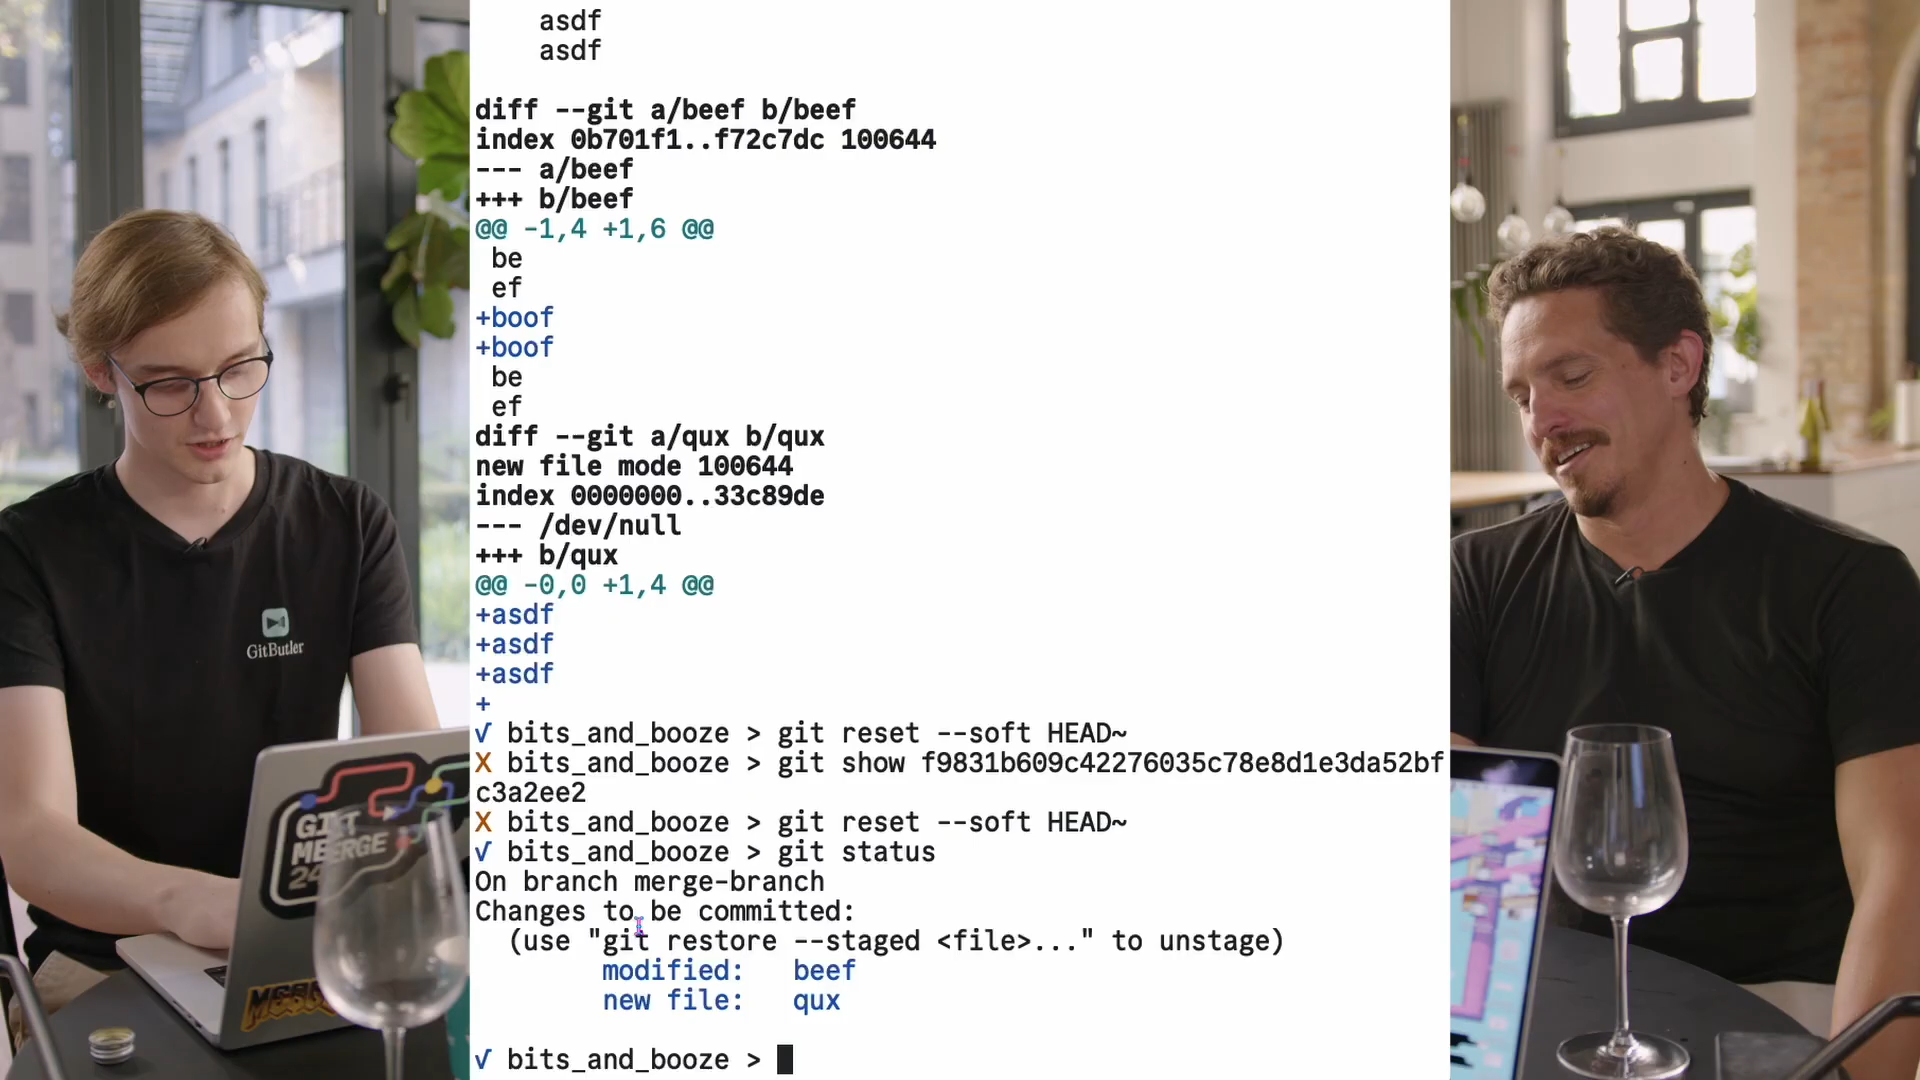 asdf
asdf
diff --git a/beef b/beef
index 0b701f1..f72c7dc 100644
--- a/beef
+++ b/beef
@@ -1,4 +1,6 @@
be
ef
+boof
+boof
be
ef
diff --git a/qux b/qux
new file mode 100644
index 0000000..33c89de
--- /dev/null
+++ b/qux
@@ -0,0 +1,4 @@
+asdf
+asdf
+asdf
+
√ bits_and_booze > git reset --soft HEAD~
X bits_and_booze > git show f9831b609c42276035c78e8d1e3da52bf
c3a2ee2
X bits_and_booze > git reset --soft HEAD~
√ bits_and_booze > git status
On branch merge-branch
Changes to be committed:
(use "git restore --staged <file>..." to unstage)
modified: beef
new file: qux
√ bits_and_booze >
GitButler
GIT
MERGE
24